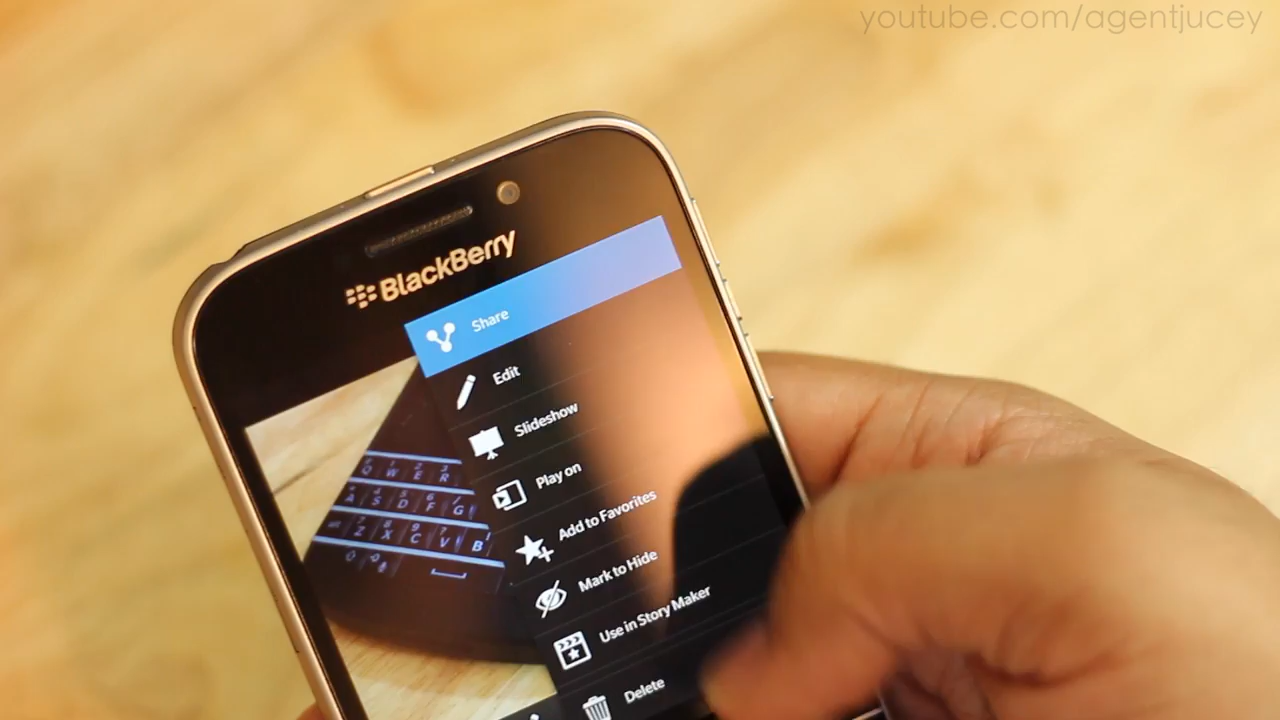 youtube.com/agentjucey
BlackBerry
Share
Edit
Slideshow
Play on
Add to Favorites
Mark to Hide
Use in Story Maker
Delete
Q W E R
A S D F G
Z X C V B